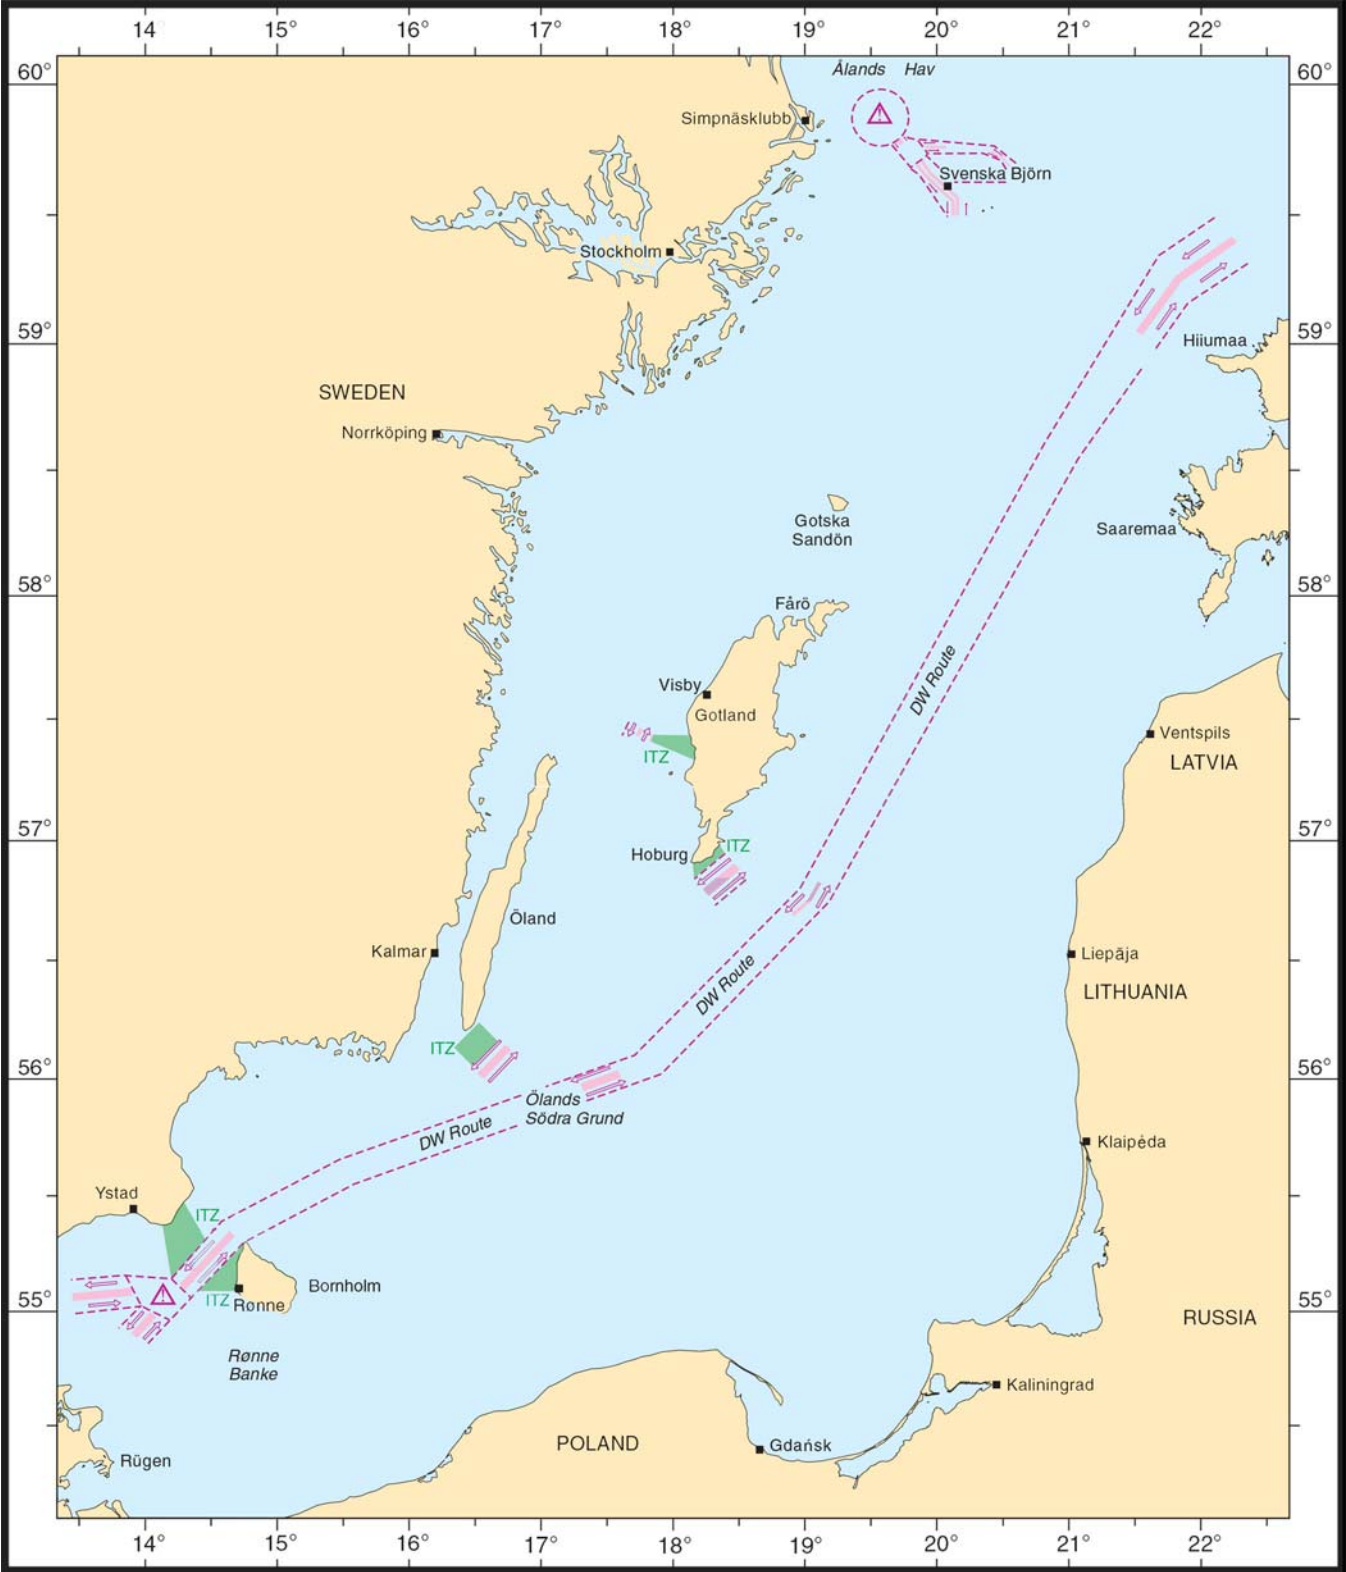 14° 15° 16° 17° 18° 19° 20° 21° 22°
Ålands Hav
60° 60°
Simpnäsklubb
Svenska Björn
Stockholm
59° 59°
Hiiumaa
SWEDEN
Norrköping
Gotska
Sandön
Saaremaa
58° 58°
Fårö
DW Route
Visby
Gotland
Ventspils
ITZ
LATVIA
57° 57°
ITZ
Hoburg
Öland
Kalmar
Liepāja
DW Route
LITHUANIA
ITZ
56° 56°
Ölands
Södra Grund
DW Route
Klaipėda
Ystad
ITZ
Bornholm
ITZ
Rønne
55° 55°
RUSSIA
Rønne
Banke
Kaliningrad
POLAND
Gdańsk
Rügen
14° 15° 16° 17° 18° 19° 20° 21° 22°